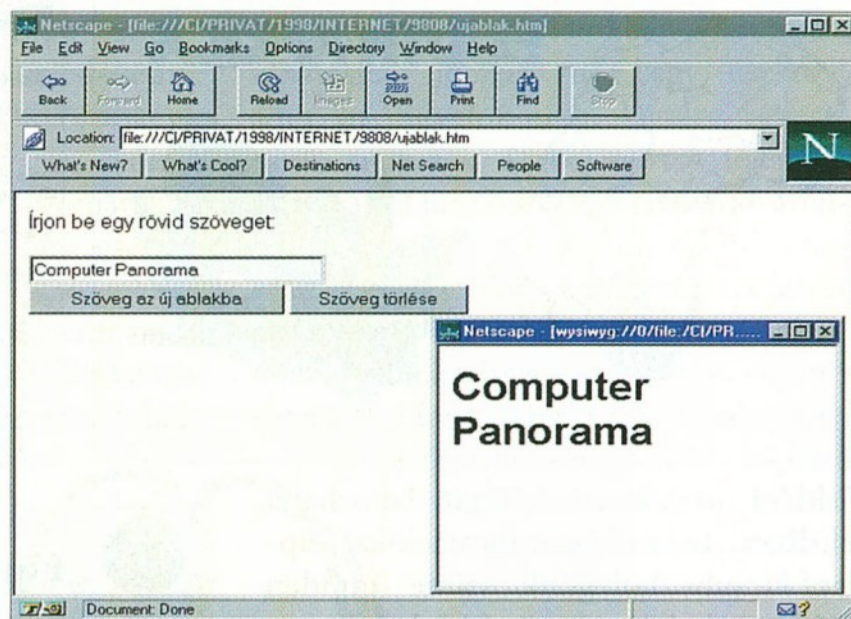 Netscape - [file:///C|/PRIVAT/1998/INTERNET/9808/ujablak.htm]
File Edit View Go Bookmarks Options Directory Window Help
Back Forward Home Reload Images Open Print Find Stop
Location: file:///C|/PRIVAT/1998/INTERNET/9808/ujablak.htm
N
What's New? What's Cool? Destinations Net Search People Software
Írjon be egy rövid szöveget:
Computer Panorama
Szöveg az új ablakba Szöveg törlése
Netscape - [wysiwyg://0/file:/C|/PR.....
Computer
Panorama
Document: Done